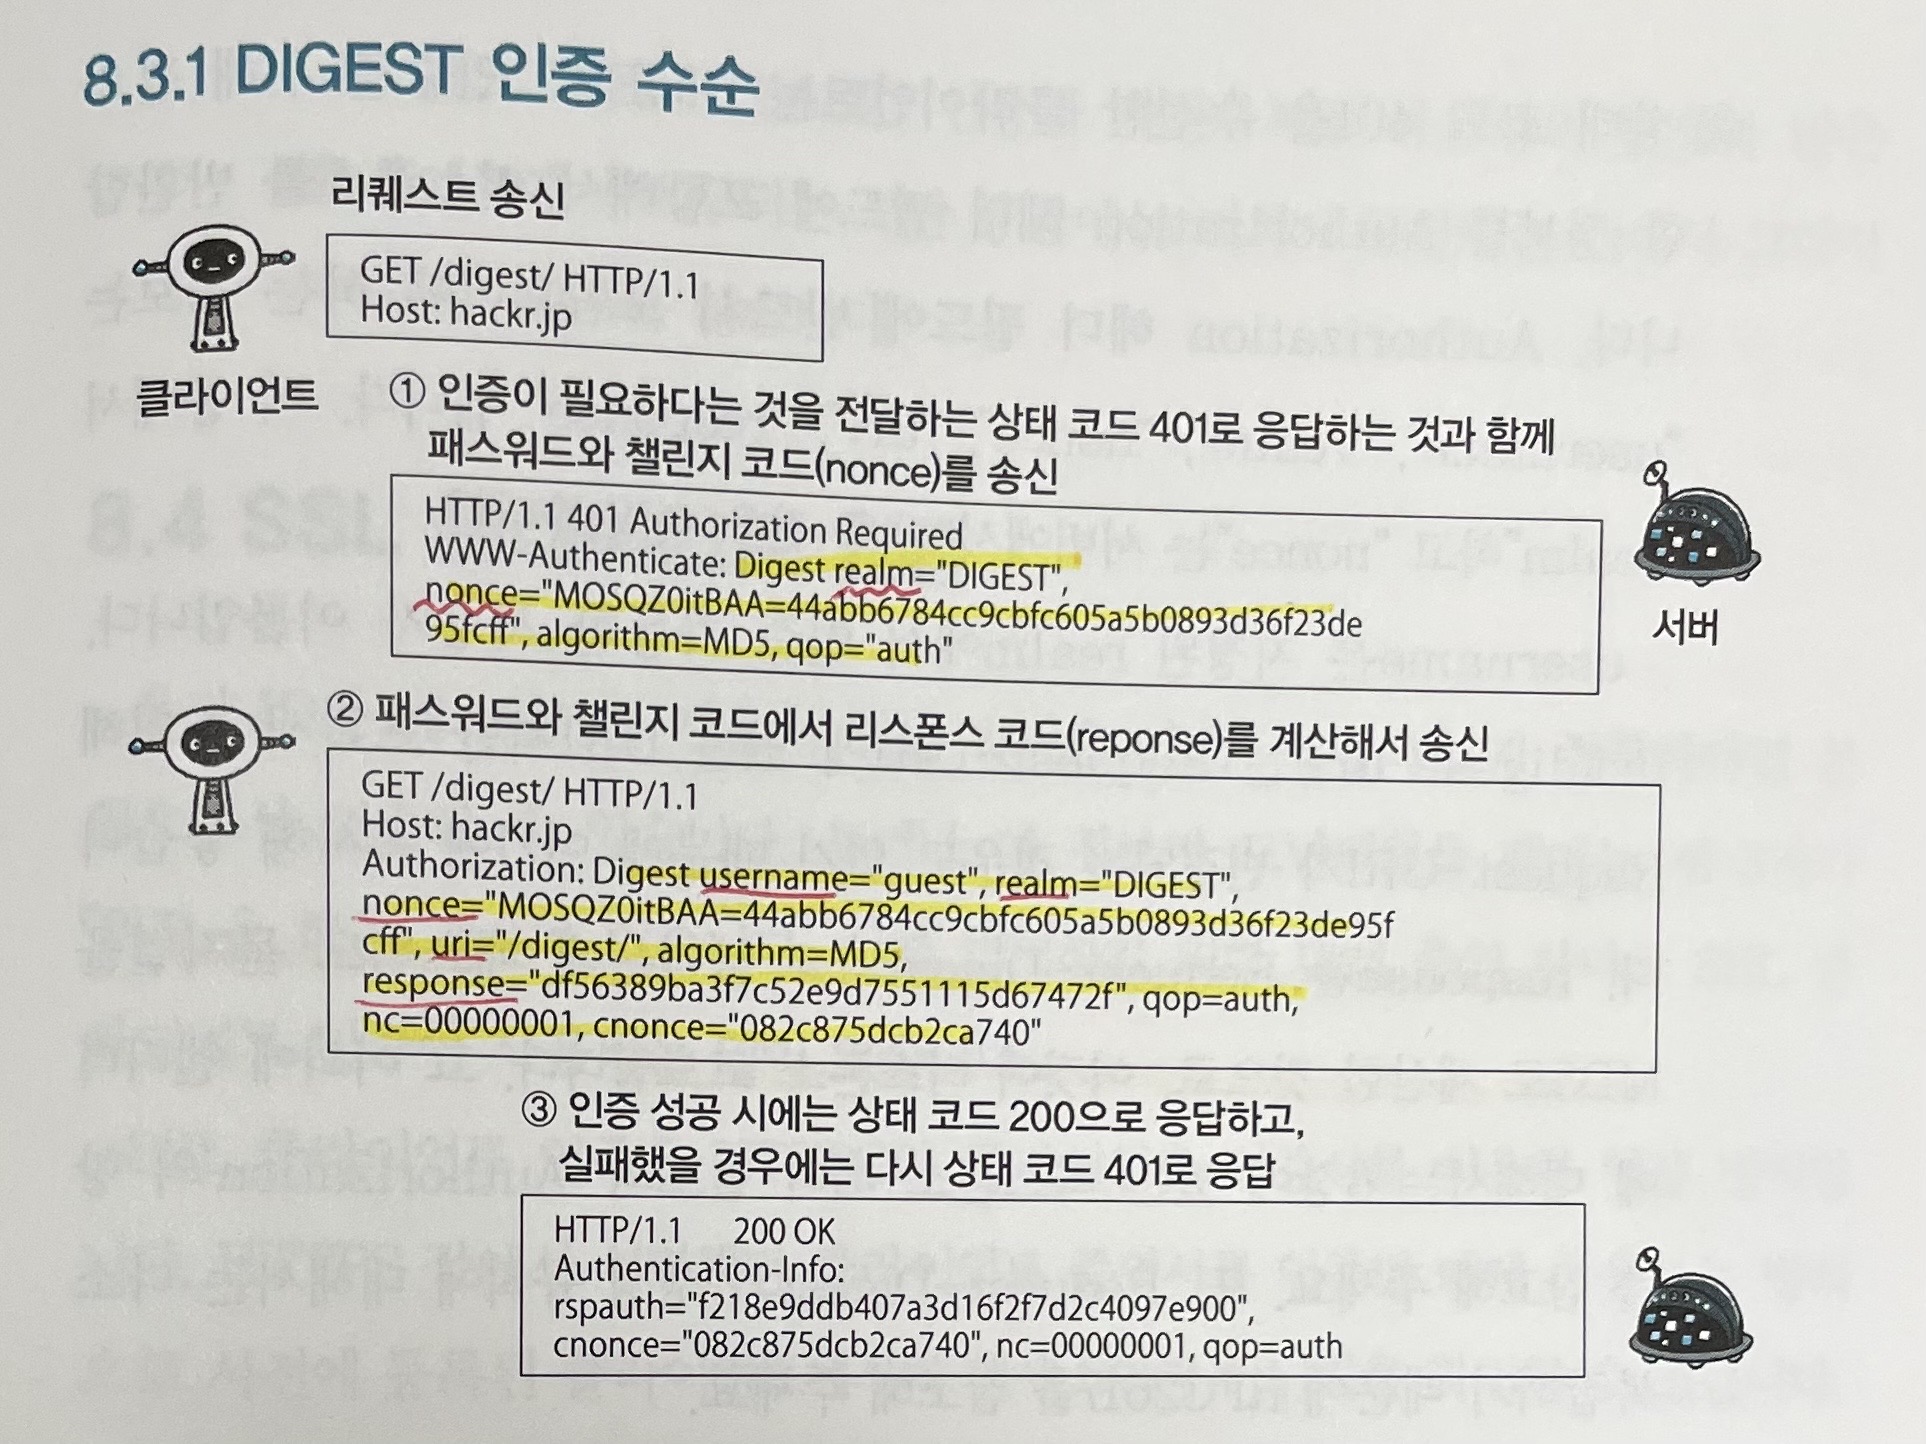 8.3.1 DIGEST 인증 수순
리퀘스트 송신
GET /digest/ HTTP/1.1
Host: hackr.jp
클라이언트
① 인증이 필요하다는 것을 전달하는 상태 코드 401로 응답하는 것과 함께
패스워드와 챌린지 코드(nonce)를 송신
HTTP/1.1 401 Authorization Required
WWW-Authenticate: Digest realm="DIGEST",
nonce="MOSQZ0itBAA=44abb6784cc9cbfc605a5b0893d36f23de
95fcff", algorithm=MD5, qop="auth"
서버
② 패스워드와 챌린지 코드에서 리스폰스 코드(reponse)를 계산해서 송신
GET /digest/ HTTP/1.1
Host: hackr.jp
Authorization: Digest username="guest", realm="DIGEST",
nonce="MOSQZ0itBAA=44abb6784cc9cbfc605a5b0893d36f23de95f
cff", uri="/digest/", algorithm=MD5,
response="df56389ba3f7c52e9d7551115d67472f", qop=auth,
nc=00000001, cnonce="082c875dcb2ca740"
③ 인증 성공 시에는 상태 코드 200으로 응답하고,
실패했을 경우에는 다시 상태 코드 401로 응답
HTTP/1.1 200 OK
Authentication-Info:
rspauth="f218e9ddb407a3d16f2f7d2c4097e900",
cnonce="082c875dcb2ca740", nc=00000001, qop=auth